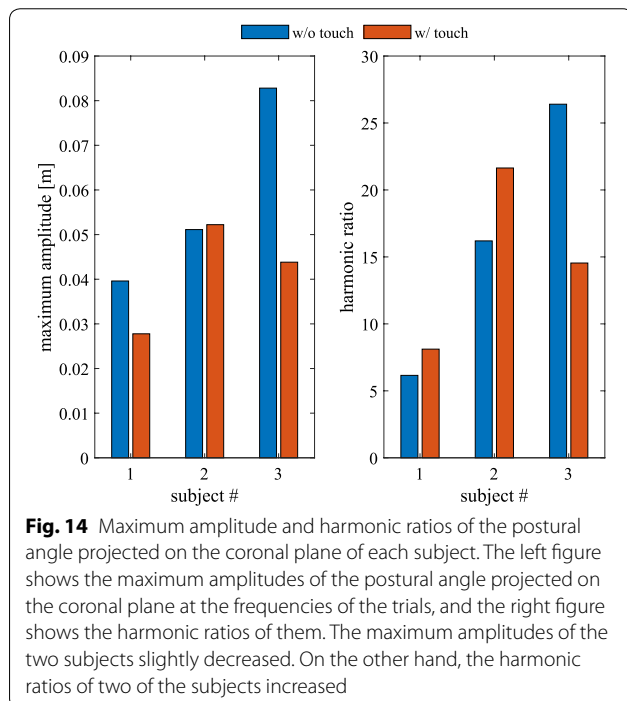 w/o touch w/ touch
0.09
0.08
0.07
0.06
0.05
0.04
0.03
0.02
0.01
0
maximum amplitude [m]
1 2 3
subject #
30
25
20
15
10
5
0
harmonic ratio
1 2 3
subject #
Fig. 14 Maximum amplitude and harmonic ratios of the postural
angle projected on the coronal plane of each subject. The left figure
shows the maximum amplitudes of the postural angle projected on
the coronal plane at the frequencies of the trials, and the right figure
shows the harmonic ratios of them. The maximum amplitudes of the
two subjects slightly decreased. On the other hand, the harmonic
ratios of two of the subjects increased